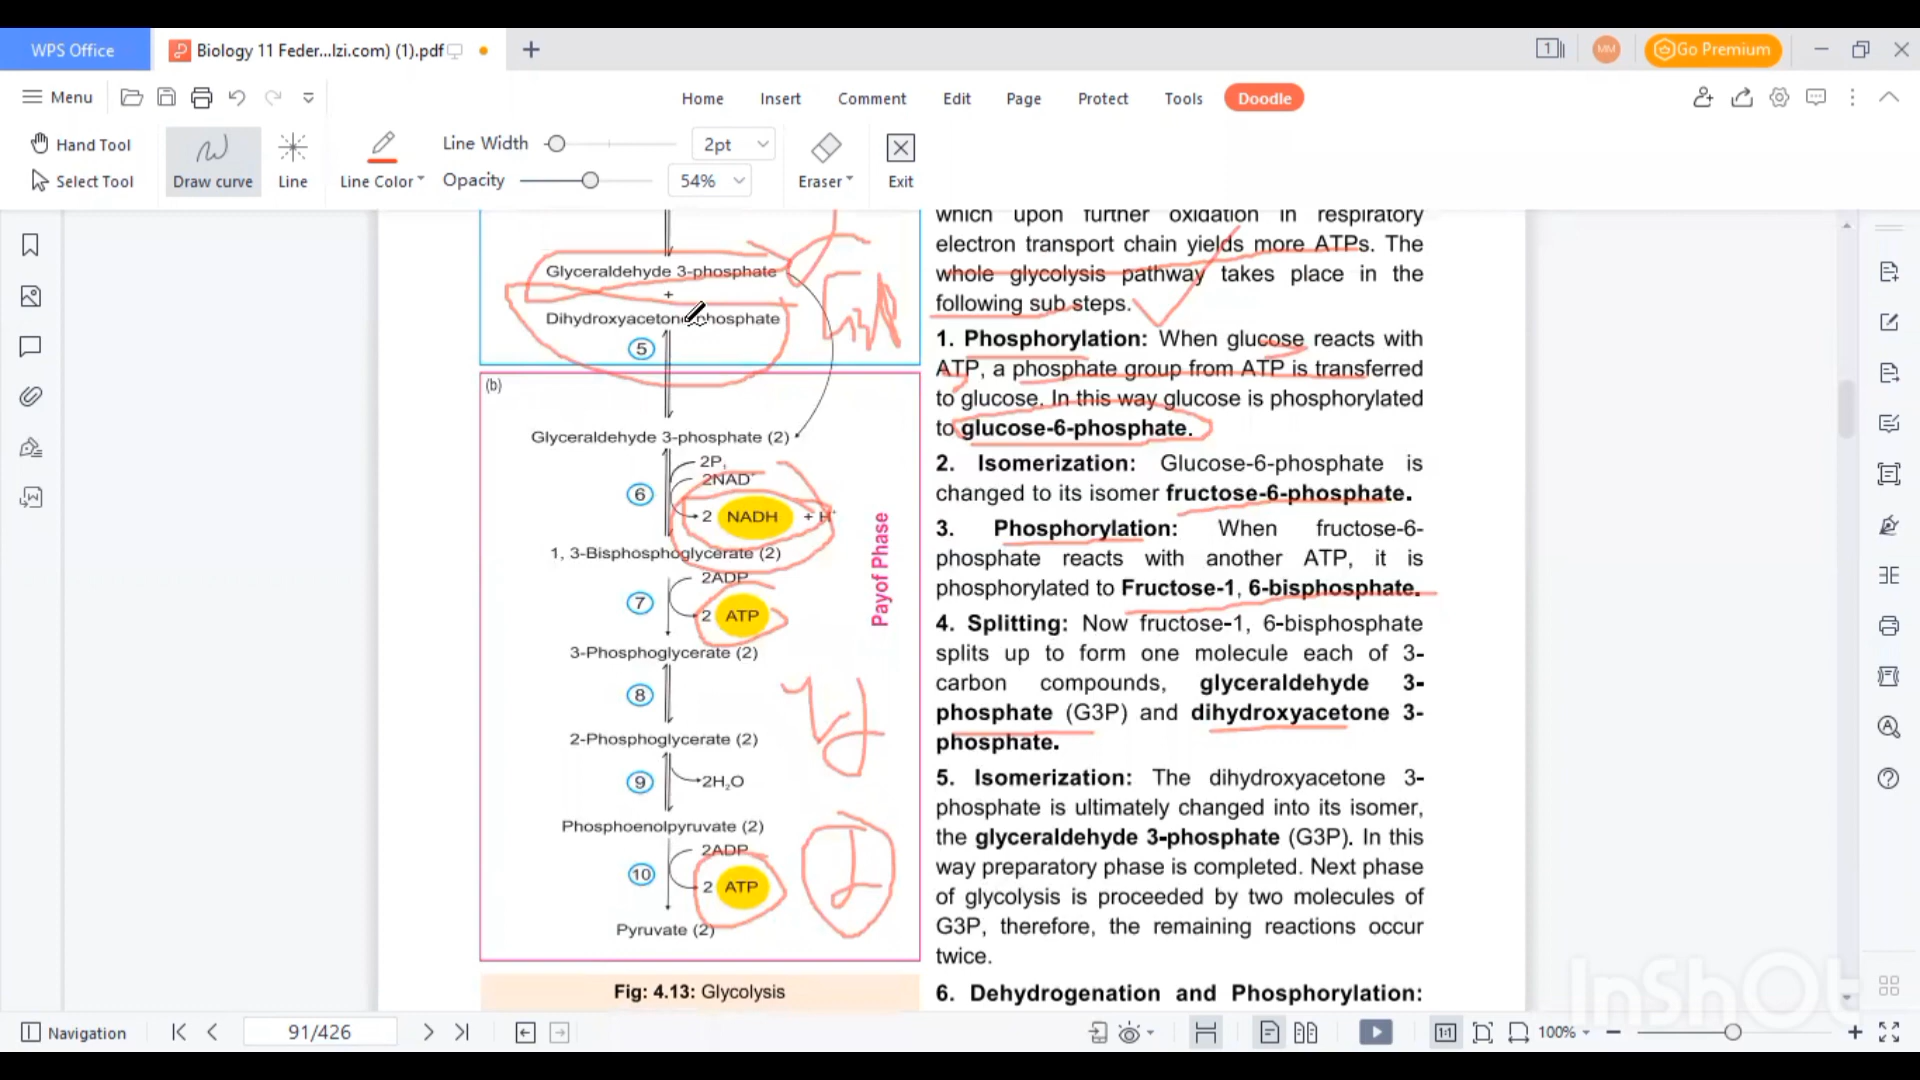 WPS Office
Biology 11 Feder...lzi.com) (1).pdf
1
MM
Go Premium
Menu
Home
Insert
Comment
Edit
Page
Protect
Tools
Doodle
Hand Tool
Select Tool
Draw curve
Line
Line Color
Line Width
2pt
Opacity
54%
Eraser
Exit
Glyceraldehyde 3-phosphate
+
Dihydroxyacetone phosphate
5
(b)
Glyceraldehyde 3-phosphate (2)
2Pi
2NAD+
6
2 NADH + H+
1, 3-Bisphosphoglycerate (2)
2ADP
7
2 ATP
3-Phosphoglycerate (2)
8
2-Phosphoglycerate (2)
9
2H2O
Phosphoenolpyruvate (2)
2ADP
10
2 ATP
Pyruvate (2)
Payof Phase
Fig: 4.13: Glycolysis
which upon further oxidation in respiratory
electron transport chain yields more ATPs. The
whole glycolysis pathway takes place in the
following sub steps.
1. Phosphorylation: When glucose reacts with
ATP, a phosphate group from ATP is transferred
to glucose. In this way glucose is phosphorylated
to glucose-6-phosphate.
2. Isomerization: Glucose-6-phosphate is
changed to its isomer fructose-6-phosphate.
3. Phosphorylation: When fructose-6-
phosphate reacts with another ATP, it is
phosphorylated to Fructose-1, 6-bisphosphate.
4. Splitting: Now fructose-1, 6-bisphosphate
splits up to form one molecule each of 3-
carbon compounds, glyceraldehyde 3-
phosphate (G3P) and dihydroxyacetone 3-
phosphate.
5. Isomerization: The dihydroxyacetone 3-
phosphate is ultimately changed into its isomer,
the glyceraldehyde 3-phosphate (G3P). In this
way preparatory phase is completed. Next phase
of glycolysis is proceeded by two molecules of
G3P, therefore, the remaining reactions occur
twice.
6. Dehydrogenation and Phosphorylation:
InShOt
Navigation
91/426
1:1
100%